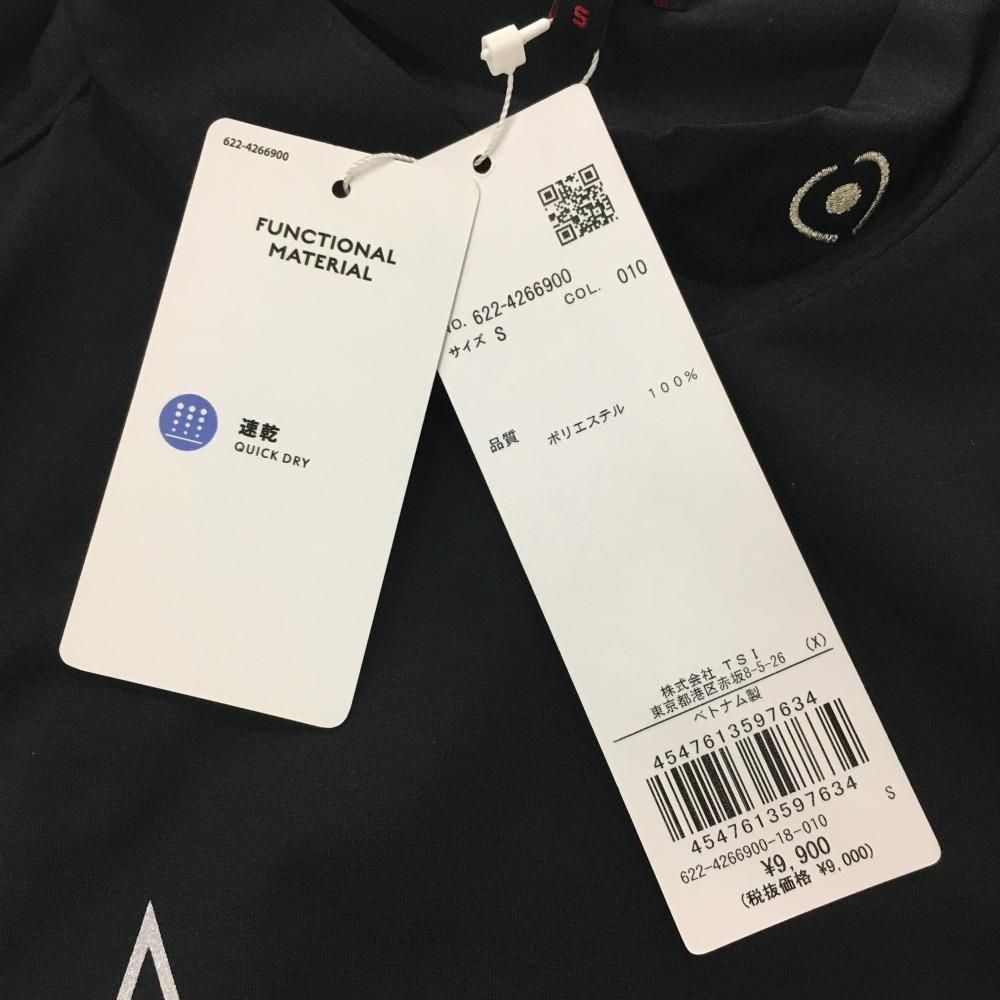 S
622-4266900
FUNCTIONAL
MATERIAL
速乾
QUICK DRY
NO. 622-4266900
COL. 010
サイズ S
品質 ポリエステル 100%
株式会社 TSI (X)
東京都港区赤坂8-5-26
ベトナム製
4547613597634
4547613597634
S
622-4266900-18-010
¥9,900
(税抜価格 ¥9,000)